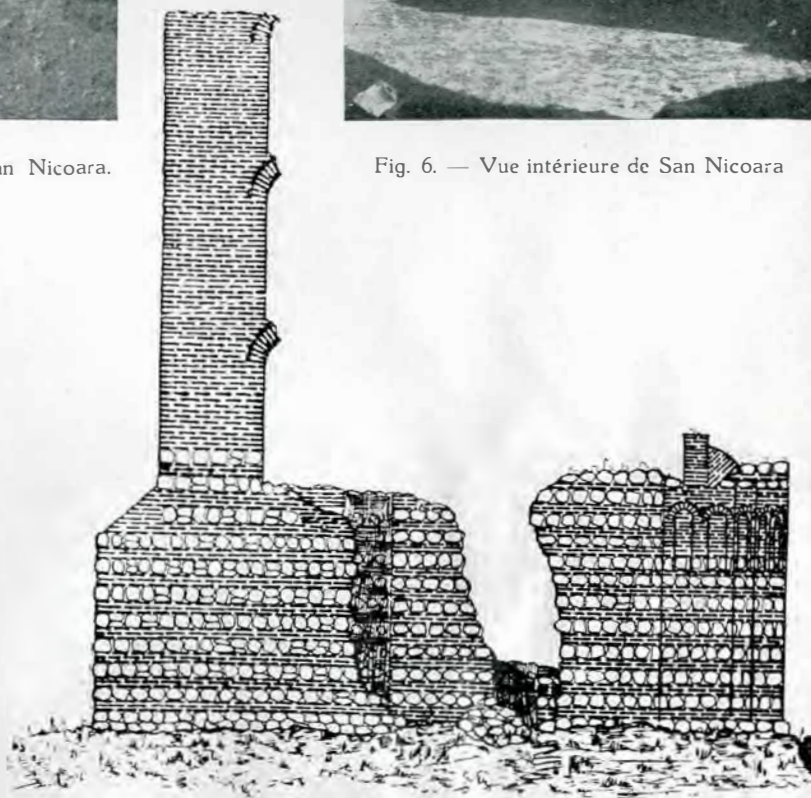 an Nicoara.
Fig. 6. — Vue intérieure de San Nicoara